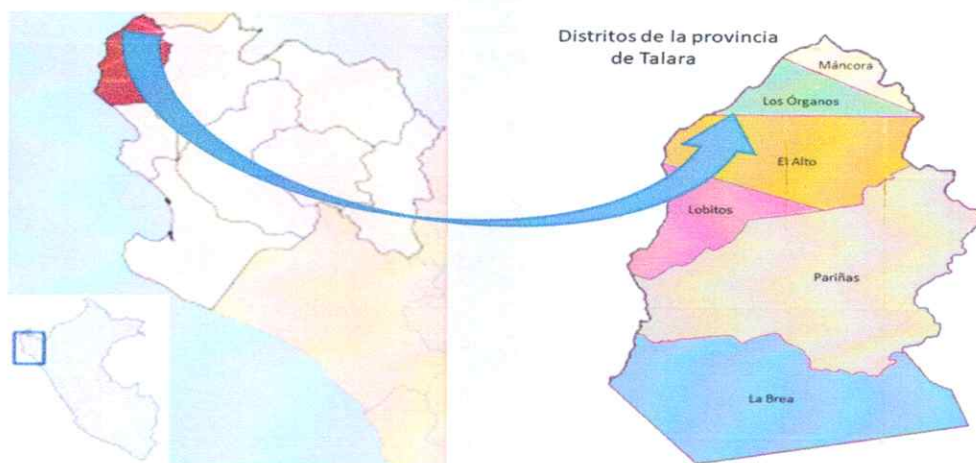 Distritos de la provincia
de Talara
Máncora
Los Órganos
El Alto
Lobitos
Pariñas
La Brea